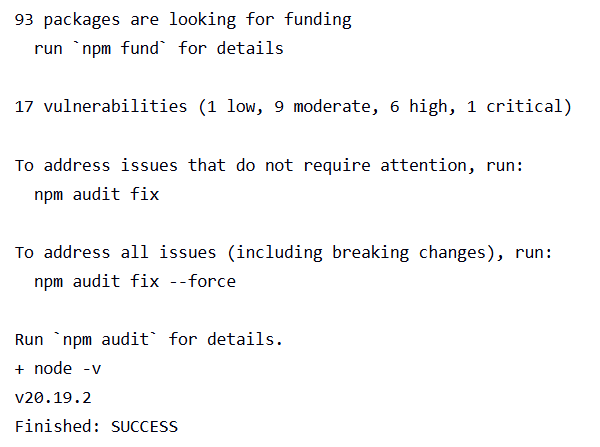 93 packages are looking for funding
  run `npm fund` for details

17 vulnerabilities (1 low, 9 moderate, 6 high, 1 critical)

To address issues that do not require attention, run:
  npm audit fix

To address all issues (including breaking changes), run:
  npm audit fix --force

Run `npm audit` for details.
+ node -v
v20.19.2
Finished: SUCCESS